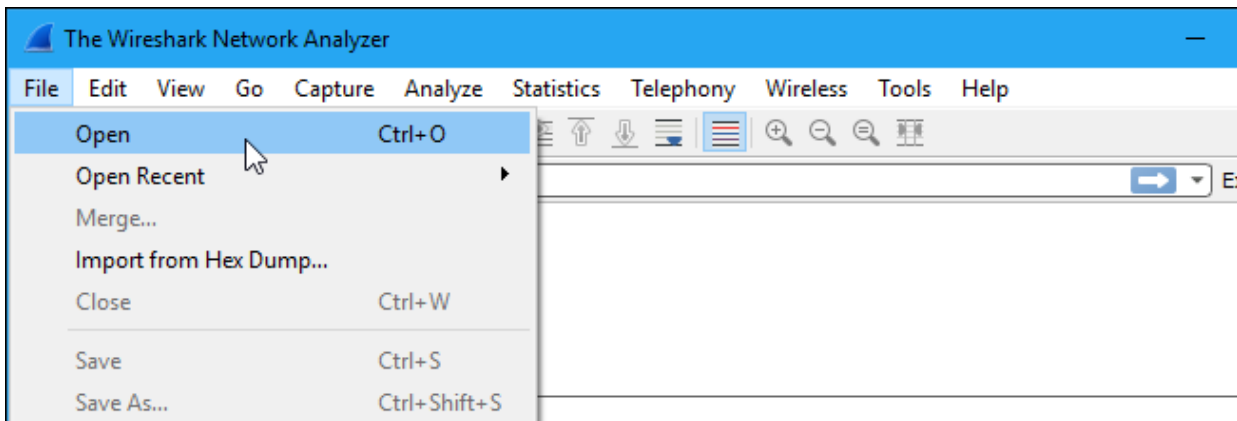 The Wireshark Network Analyzer
File Edit View Go Capture Analyze Statistics Telephony Wireless Tools Help
Open Ctrl+O
Open Recent
Merge...
Import from Hex Dump...
Close Ctrl+W
Save Ctrl+S
Save As... Ctrl+Shift+S